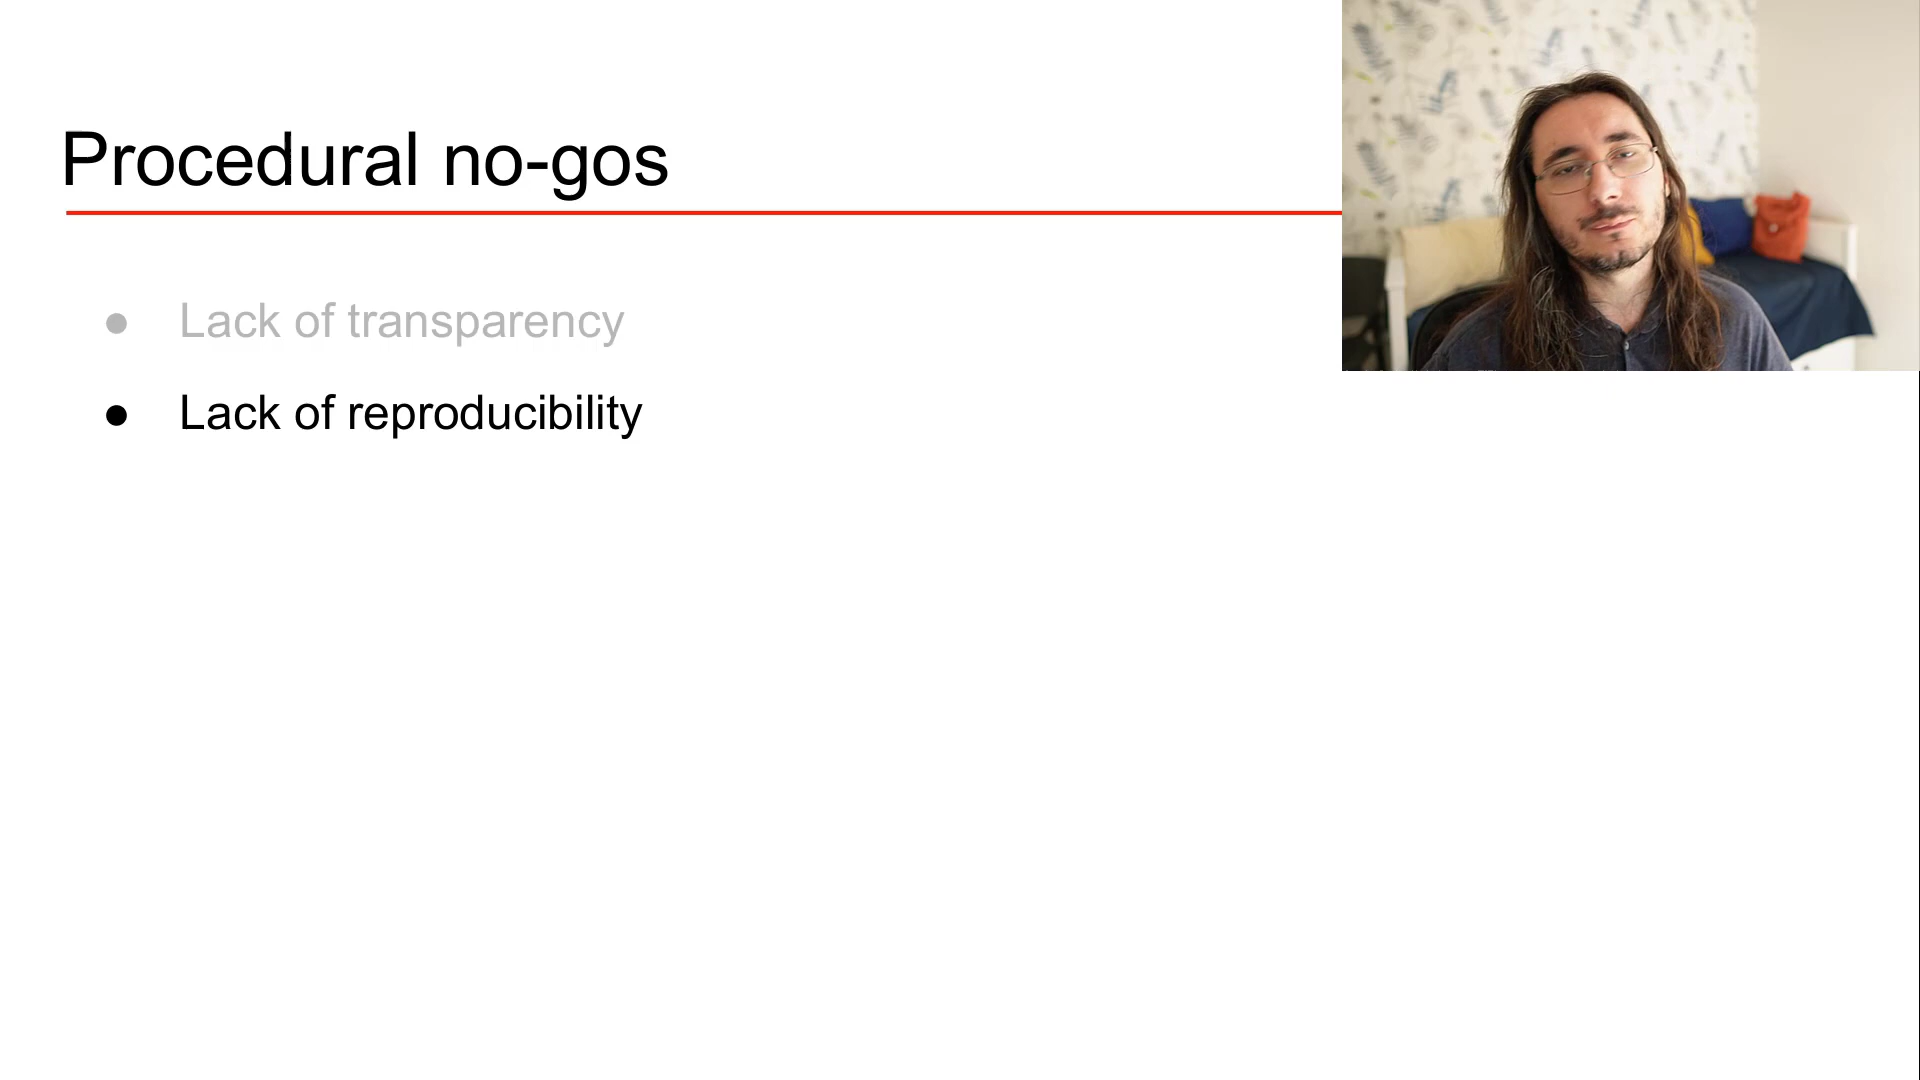 Procedural no-gos
● Lack of transparency
● Lack of reproducibility